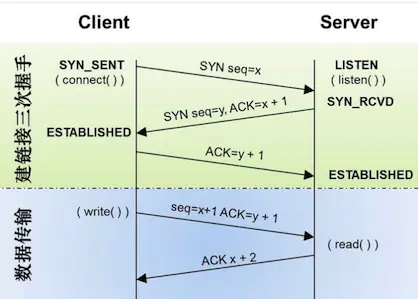 Client Server
建链接三次握手
SYN_SENT
( connect( ) )
SYN seq=x
LISTEN
( listen( ) )
SYN seq=y, ACK=x + 1
SYN_RCVD
ESTABLISHED
ACK=y + 1
ESTABLISHED
数据传输
( write( ) )
seq=x+1 ACK=y + 1
( read( ) )
ACK x + 2